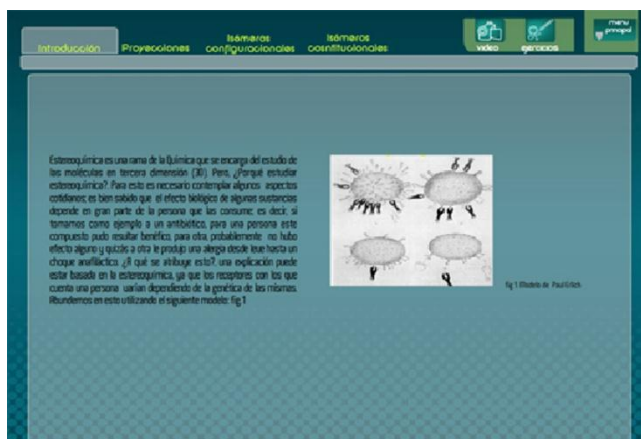 Introducción
Proyecciones
Isómeros
configuracionales
Isómeros
cosntitucionales
video
ejercicios
menu
principal
Estereoquímica es una rama de la Química que se encarga del estudio de
las moléculas en tercera dimensión (3D). Pero, ¿Porqué estudiar
estereoquímica?. Para esto es necesario contemplar algunos aspectos
cotidianos; es bien sabido que el efecto biológico de algunas sustancias
depende en gran parte de la persona que las consume; es decir, si
tomamos como ejemplo a un antibiótico, para una persona este
compuesto pudo resultar benéfico, para otra, probablemente no hubo
efecto alguno y quizás a otra le produjo una alergia desde leve hasta un
choque anafiláctico. ¿A qué se atribuye esto?, una explicación puede
estar basada en la estereoquímica, ya que los receptores con los que
cuenta una persona varían dependiendo de la genética de las mismas.
Abundemos en esto utilizando el siguiente modelo: fig 1
fig 1 Modelo de Paul Erlich